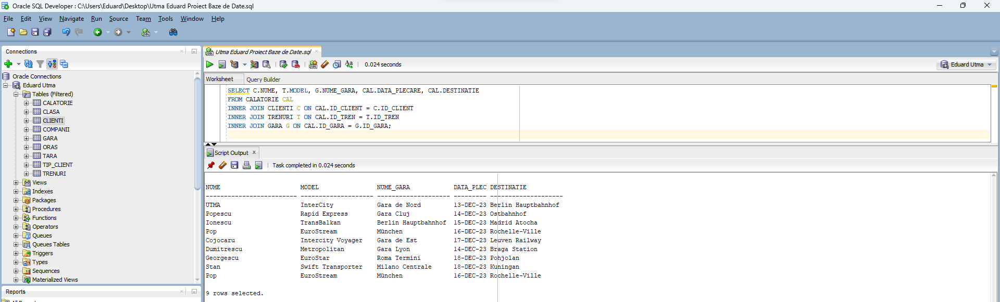 Oracle SQL Developer : C:\Users\Eduard\Desktop\Utma Eduard Proiect Baze de Date.sql
File Edit View Navigate Run Source Team Tools Window Help
Connections
Oracle Connections
Eduard Utma
Tables (Filtered)
CALATORIE
CLASA
CLIENTI
COMPANII
GARA
ORAS
TARA
TIP_CLIENT
TRENURI
Views
Indexes
Packages
Procedures
Functions
Operators
Queues
Queues Tables
Triggers
Types
Sequences
Materialized Views
Reports
Utma Eduard Proiect Baze de Date.sql
0.024 seconds
Eduard Utma
Worksheet Query Builder
SELECT C.NUME, T.MODEL, G.NUME_GARA, CAL.DATA_PLECARE, CAL.DESTINATIE
FROM CALATORIE CAL
INNER JOIN CLIENTI C ON CAL.ID_CLIENT = C.ID_CLIENT
INNER JOIN TRENURI T ON CAL.ID_TREN = T.ID_TREN
INNER JOIN GARA G ON CAL.ID_GARA = G.ID_GARA;
Script Output
Task completed in 0.024 seconds
NUME MODEL NUME_GARA DATA_PLEC DESTINATIE
UTMA InterCity Gara de Nord 13-DEC-23 Berlin Hauptbahnhof
Popescu Rapid Express Gara Cluj 14-DEC-23 Ostbahnhof
Ionescu TransBalkan Berlin Hauptbahnhof 15-DEC-23 Madrid Atocha
Pop EuroStream München 16-DEC-23 Rochelle-Ville
Cojocaru Intercity Voyager Gara de Est 17-DEC-23 Leuven Railway
Dumitrescu Metropolitan Gara Lyon 14-DEC-23 Braga Station
Georgescu EuroStar Roma Termini 18-DEC-23 Pohjolan
Stan Swift Transporter Milano Centrale 18-DEC-23 Kuningan
Pop EuroStream München 16-DEC-23 Rochelle-Ville
9 rows selected.